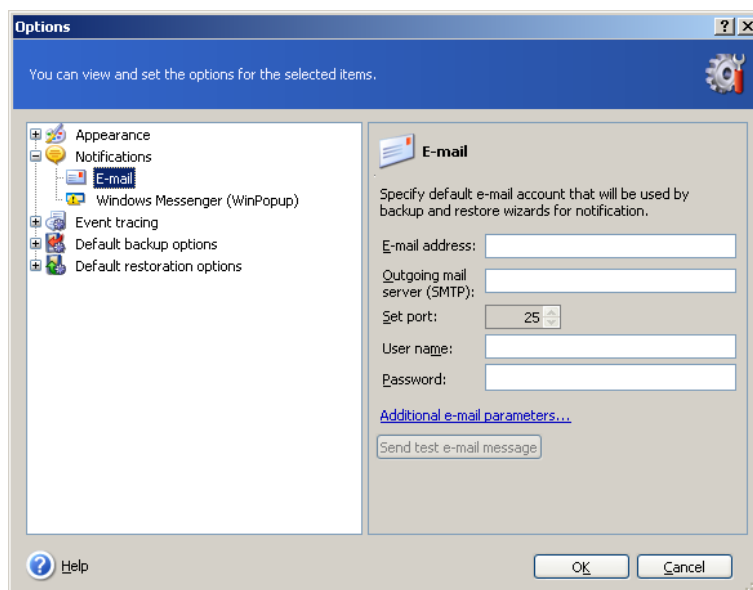 Options
You can view and set the options for the selected items.
Appearance
Notifications
E-mail
Windows Messenger (WinPopup)
Event tracing
Default backup options
Default restoration options
E-mail
Specify default e-mail account that will be used by
backup and restore wizards for notification.
E-mail address:
Outgoing mail
server (SMTP):
Set port:
25
User name:
Password:
Additional e-mail parameters...
Send test e-mail message
Help
OK
Cancel